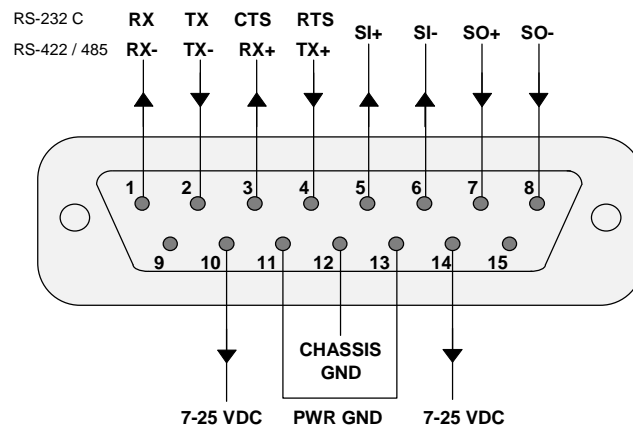 RS-232 C RX TX CTS RTS
RS-422 / 485 RX- TX- RX+ TX+ SI+ SI- SO+ SO-
1 2 3 4 5 6 7 8
9 10 11 12 13 14 15
CHASSIS
GND
7-25 VDC PWR GND 7-25 VDC